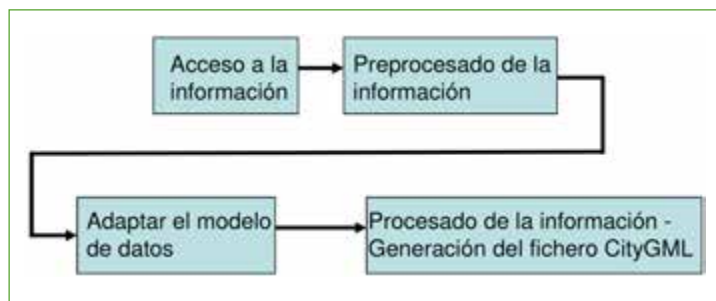 Acceso a la
información
Preprocesado de la
información
Adaptar el modelo
de datos
Procesado de la información -
Generación del fichero CityGML